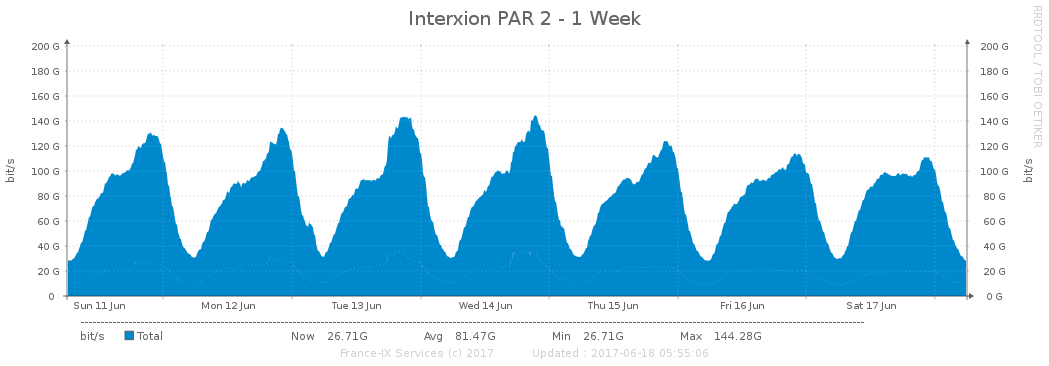 Interxion PAR 2 - 1 Week
RRDTOOL / TOBI OETIKER
200 G 200 G
180 G 180 G
160 G 160 G
140 G 140 G
120 G 120 G
100 G 100 G
80 G 80 G
60 G 60 G
40 G 40 G
20 G 20 G
0 0 G
bit/s
bit/s
Sun 11 Jun Mon 12 Jun Tue 13 Jun Wed 14 Jun Thu 15 Jun Fri 16 Jun Sat 17 Jun
bit/s Total Now 26.71G Avg 81.47G Min 26.71G Max 144.28G
France-IX Services (c) 2017 Updated : 2017-06-18 05:55:06